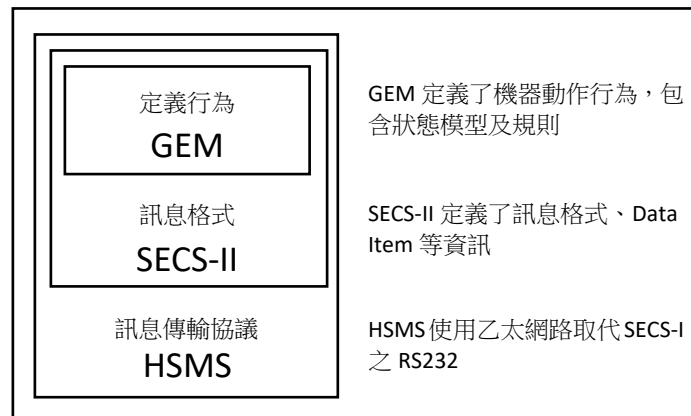 定義行為
GEM
GEM 定義了機器動作行為，包
含狀態模型及規則
訊息格式
SECS-II
SECS-II 定義了訊息格式、Data
Item 等資訊
訊息傳輸協議
HSMS
HSMS 使用乙太網路取代 SECS-I
之 RS232